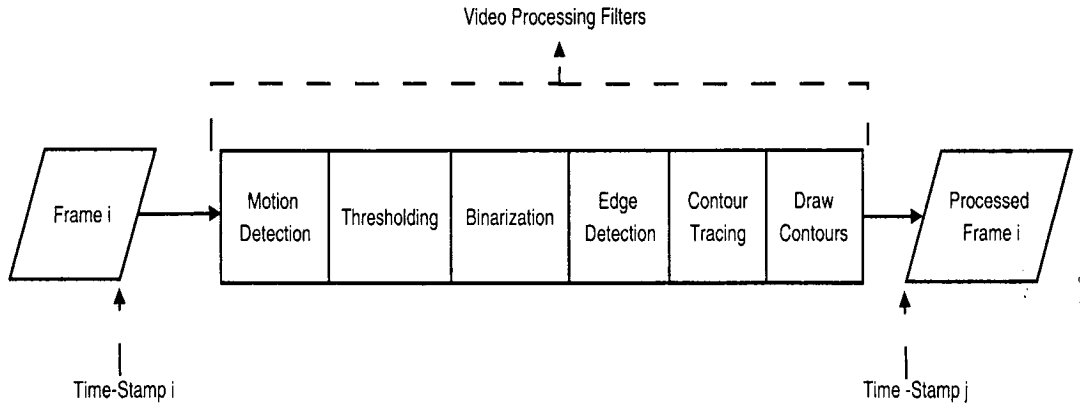 Video Processing Filters
Frame i
Motion
Detection
Thresholding
Binarization
Edge
Detection
Contour
Tracing
Draw
Contours
Processed
Frame i
Time-Stamp i
Time -Stamp j